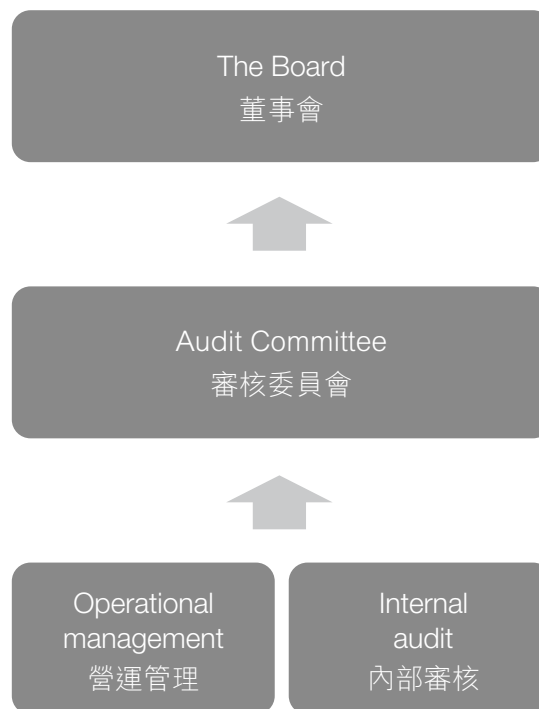 The Board
董事會
Audit Committee
審核委員會
Operational
management
營運管理
Internal
audit
內部審核